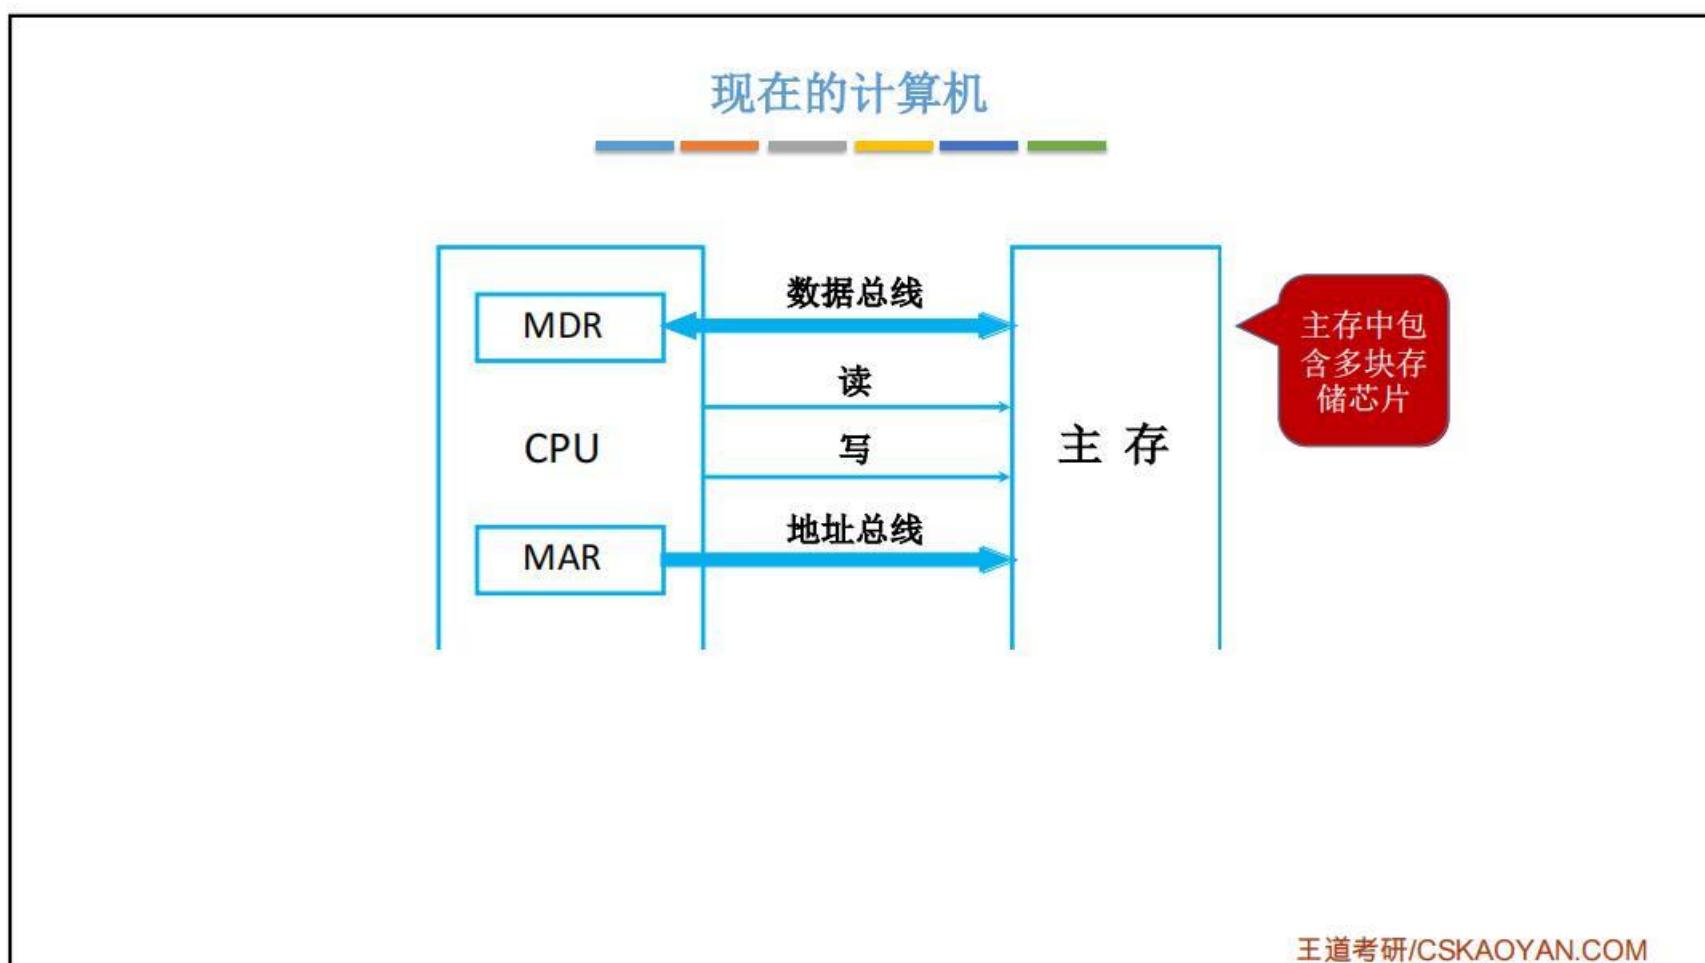 现在的计算机
数据总线
MDR
读
CPU
写
地址总线
MAR
主 存
主存中包
含多块存
储芯片
王道考研/CSKAOYAN.COM